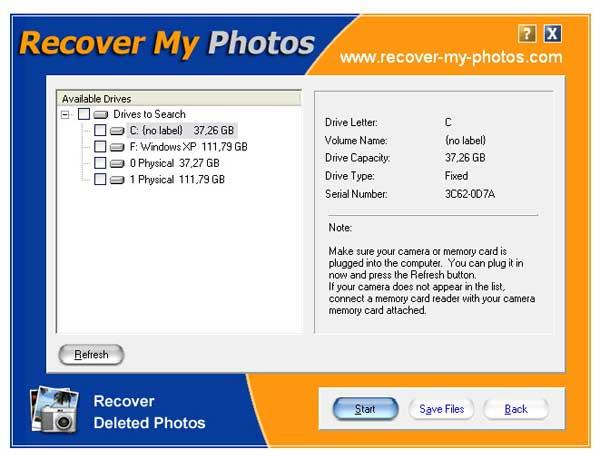 Recover My Photos
? X
www.recover-my-photos.com
Available Drives
Drives to Search
C: (no label) 37,26 GB
F: Windows XP 111,79 GB
0 Physical 37,27 GB
1 Physical 111,79 GB
Refresh
Drive Letter: C
Volume Name: (no label)
Drive Capacity: 37,26 GB
Drive Type: Fixed
Serial Number: 3C62-0D7A
Note:
Make sure your camera or memory card is
plugged into the computer. You can plug it in
now and press the Refresh button.
If your camera does not appear in the list,
connect a memory card reader with your camera
memory card attached.
Recover
Deleted Photos
Start
Save Files
Back